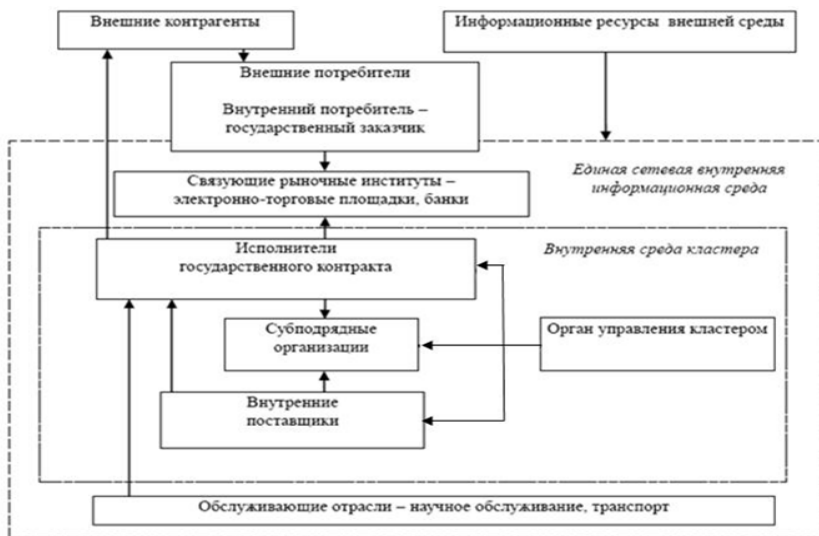 Внешние контрагенты
Информационные ресурсы внешней среды
Внешние потребители
Внутренний потребитель –
государственный заказчик
Единая сетевая внутренняя
информационная среда
Связующие рыночные институты –
электронно-торговые площадки, банки
Внутренняя среда кластера
Исполнители
государственного контракта
Субподрядные
организации
Орган управления кластером
Внутренние
поставщики
Обслуживающие отрасли – научное обслуживание, транспорт